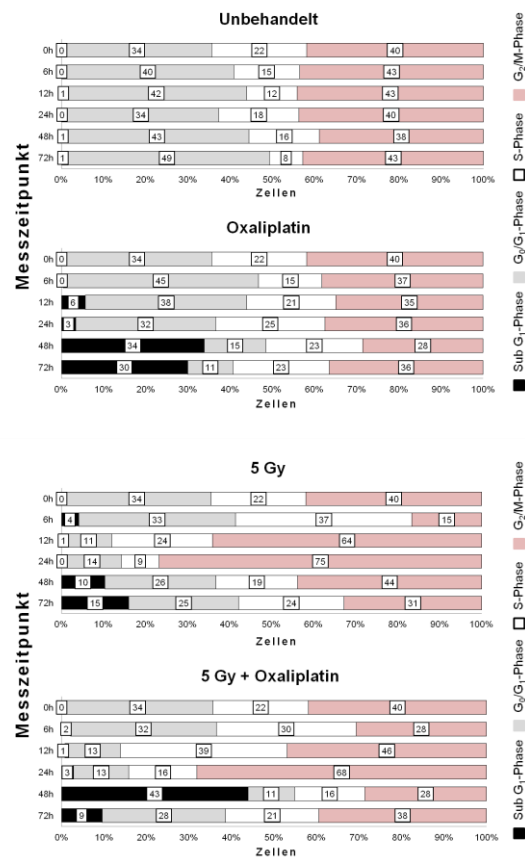 Unbehandelt
0h 0 34 22 40
6h 0 40 15 43
12h 1 42 12 43
24h 0 34 18 40
48h 1 43 16 38
72h 1 49 8 43
0% 10% 20% 30% 40% 50% 60% 70% 80% 90% 100%
Zellen
Oxaliplatin
0h 0 34 22 40
6h 0 45 15 37
12h 6 38 21 35
24h 3 32 25 36
48h 34 15 23 28
72h 30 11 23 36
0% 10% 20% 30% 40% 50% 60% 70% 80% 90% 100%
Zellen
Messzeitpunkt
Sub G₁-Phase G₀/G₁-Phase S-Phase G₂/M-Phase
5 Gy
0h 0 34 22 40
6h 4 33 37 15
12h 1 11 24 64
24h 0 14 9 75
48h 10 26 19 44
72h 15 25 24 31
0% 10% 20% 30% 40% 50% 60% 70% 80% 90% 100%
Zellen
5 Gy + Oxaliplatin
0h 0 34 22 40
6h 2 32 30 28
12h 1 13 39 46
24h 3 13 16 68
48h 43 11 16 28
72h 9 28 21 38
0% 10% 20% 30% 40% 50% 60% 70% 80% 90% 100%
Zellen
Messzeitpunkt
Sub G₁-Phase G₀/G₁-Phase S-Phase G₂/M-Phase